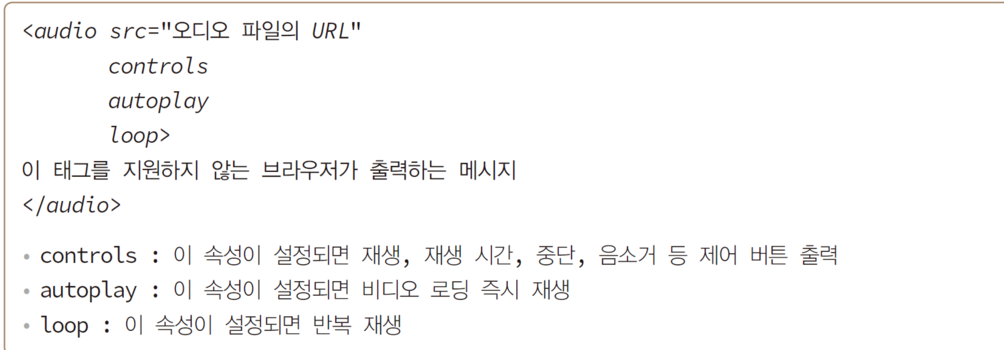 <audio src="오디오 파일의 URL"
controls
autoplay
loop>
이 태그를 지원하지 않는 브라우저가 출력하는 메시지
</audio>
• controls : 이 속성이 설정되면 재생, 재생 시간, 중단, 음소거 등 제어 버튼 출력
• autoplay : 이 속성이 설정되면 비디오 로딩 즉시 재생
• loop : 이 속성이 설정되면 반복 재생